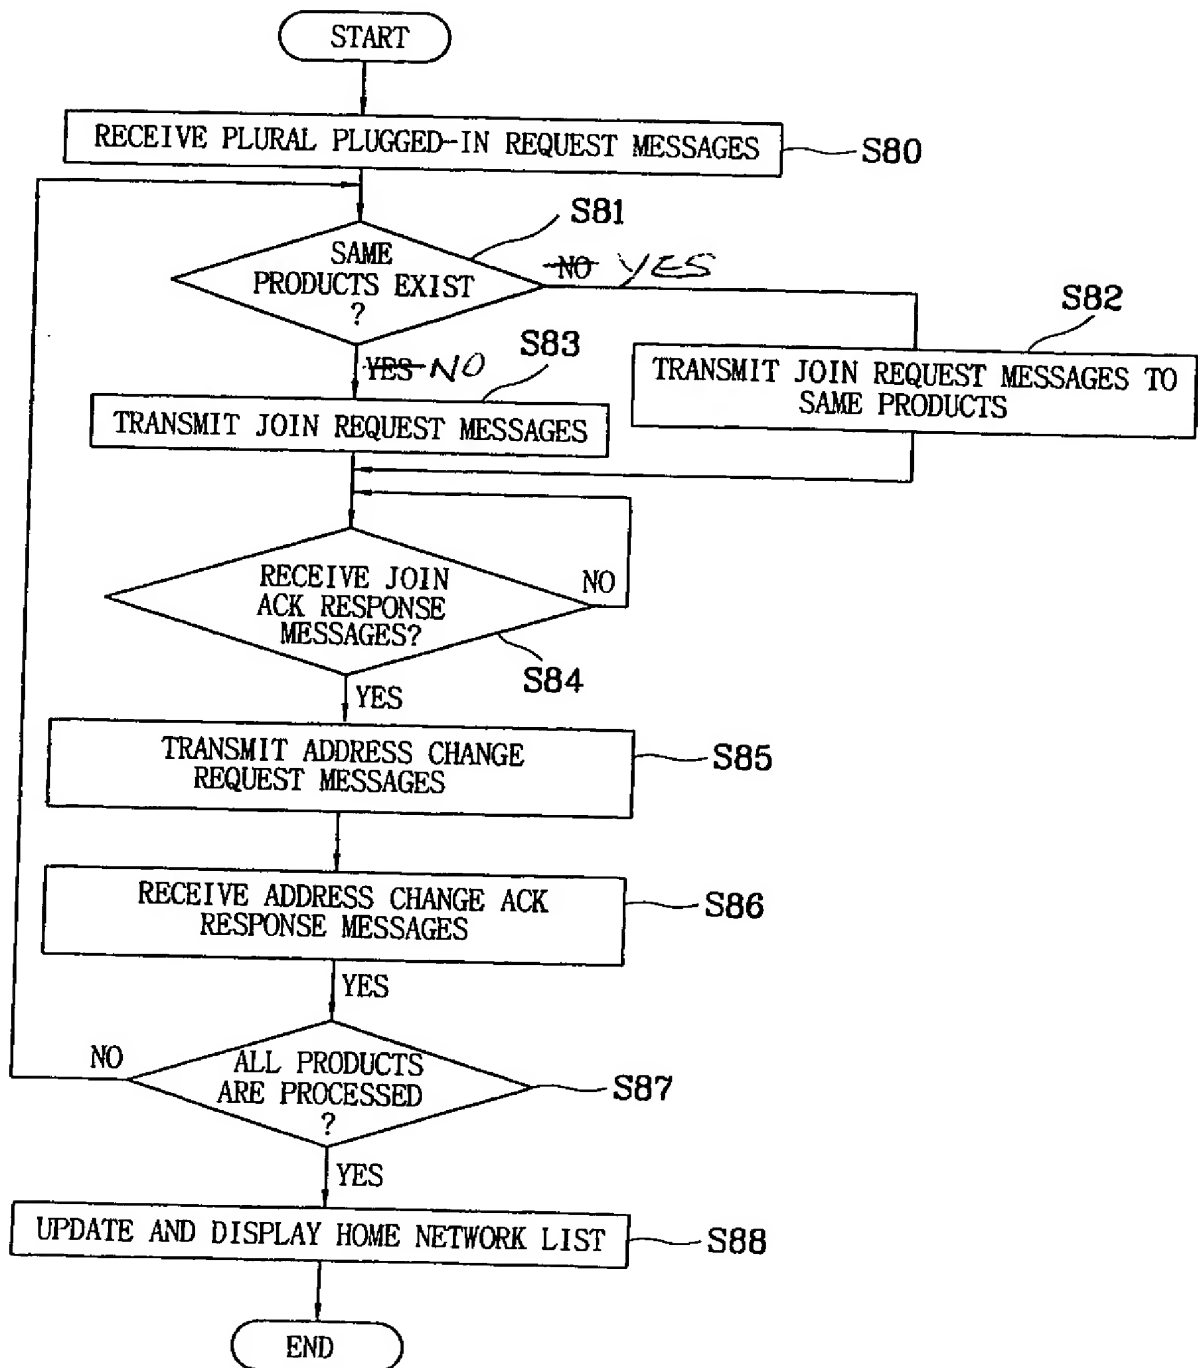 START
RECEIVE PLURAL PLUGGED-IN REQUEST MESSAGES
S80
S81
SAME
PRODUCTS EXIST
?
NO YES
S82
TRANSMIT JOIN REQUEST MESSAGES TO
SAME PRODUCTS
YES NO
S83
TRANSMIT JOIN REQUEST MESSAGES
RECEIVE JOIN
ACK RESPONSE
MESSAGES?
NO
S84
YES
TRANSMIT ADDRESS CHANGE
REQUEST MESSAGES
S85
RECEIVE ADDRESS CHANGE ACK
RESPONSE MESSAGES
S86
YES
NO
ALL PRODUCTS
ARE PROCESSED
?
S87
YES
UPDATE AND DISPLAY HOME NETWORK LIST
S88
END